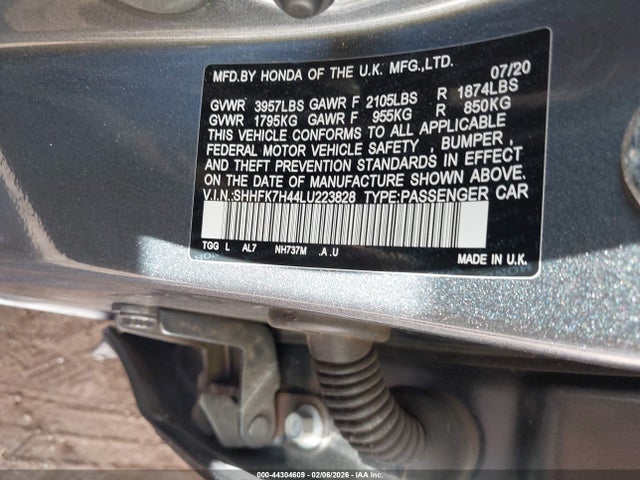 MFD.BY HONDA OF THE U.K. MFG.,LTD. 07/20
GVWR 3957LBS GAWR F 2105LBS R 1874LBS
GVWR 1795KG GAWR F 955KG R 850KG
THIS VEHICLE CONFORMS TO ALL APPLICABLE
FEDERAL MOTOR VEHICLE SAFETY , BUMPER ,
AND THEFT PREVENTION STANDARDS IN EFFECT
ON THE DATE OF MANUFACTURE SHOWN ABOVE.
V.I.N.:SHHFK7H44LU223828 TYPE:PASSENGER CAR
TGG L AL7 NH737M .A .U MADE IN U.K.
000-44304609 | 02/06/2026 | IAA Inc.